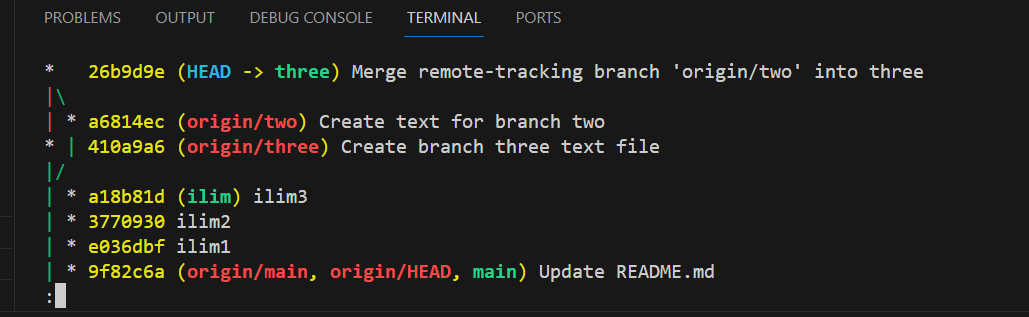 PROBLEMS OUTPUT DEBUG CONSOLE TERMINAL PORTS
*   26b9d9e (HEAD -> three) Merge remote-tracking branch 'origin/two' into three
|\
| * a6814ec (origin/two) Create text for branch two
* | 410a9a6 (origin/three) Create branch three text file
|/
| * a18b81d (ilim) ilim3
| * 3770930 ilim2
| * e036dbf ilim1
| * 9f82c6a (origin/main, origin/HEAD, main) Update README.md
: